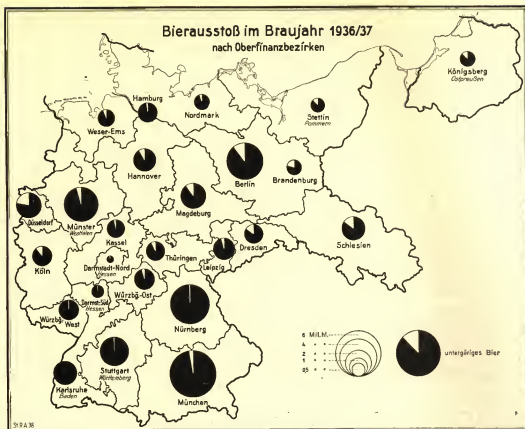 Bierausstoß im Braujahr 1936/37
nach Oberfinanzbezirken
Königsberg
Ostpreußen
Hamburg
Nordmark
Stettin
Pommern
Weser-Ems
Hannover
Berlin
Brandenburg
Düsseldorf
Münster
Westfalen
Magdeburg
Kassel
Dresden
Schlesien
Köln
Darmstadt-Nord
Hessen
Thüringen
Leipzig
Darmst.-Süd
Hessen
Würzbg.-Ost
Würzbg.
West
Nürnberg
6 Mill.hl.
4 " "
2 " "
1 " "
0,5 " "
untergäriges Bier
Stuttgart
Württemberg
Karlsruhe
Baden
München
St.R.A.38